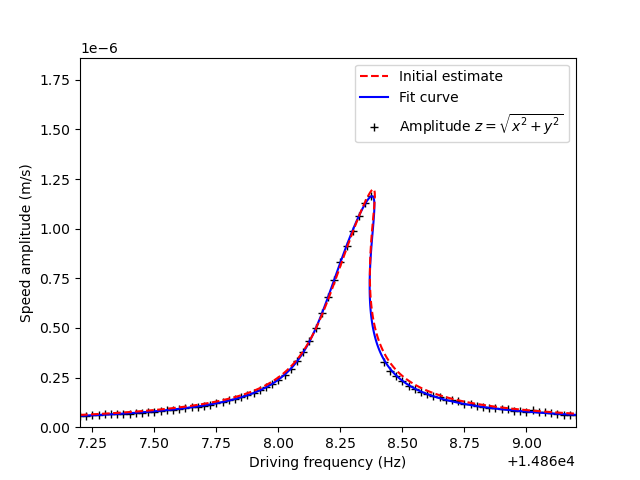 1e−6
1.75
1.50
1.25
1.00
0.75
0.50
0.25
0.00
Speed amplitude (m/s)
Initial estimate
Fit curve
Amplitude z = √x² + y²
7.25 7.50 7.75 8.00 8.25 8.50 8.75 9.00
Driving frequency (Hz)
+1.486e4